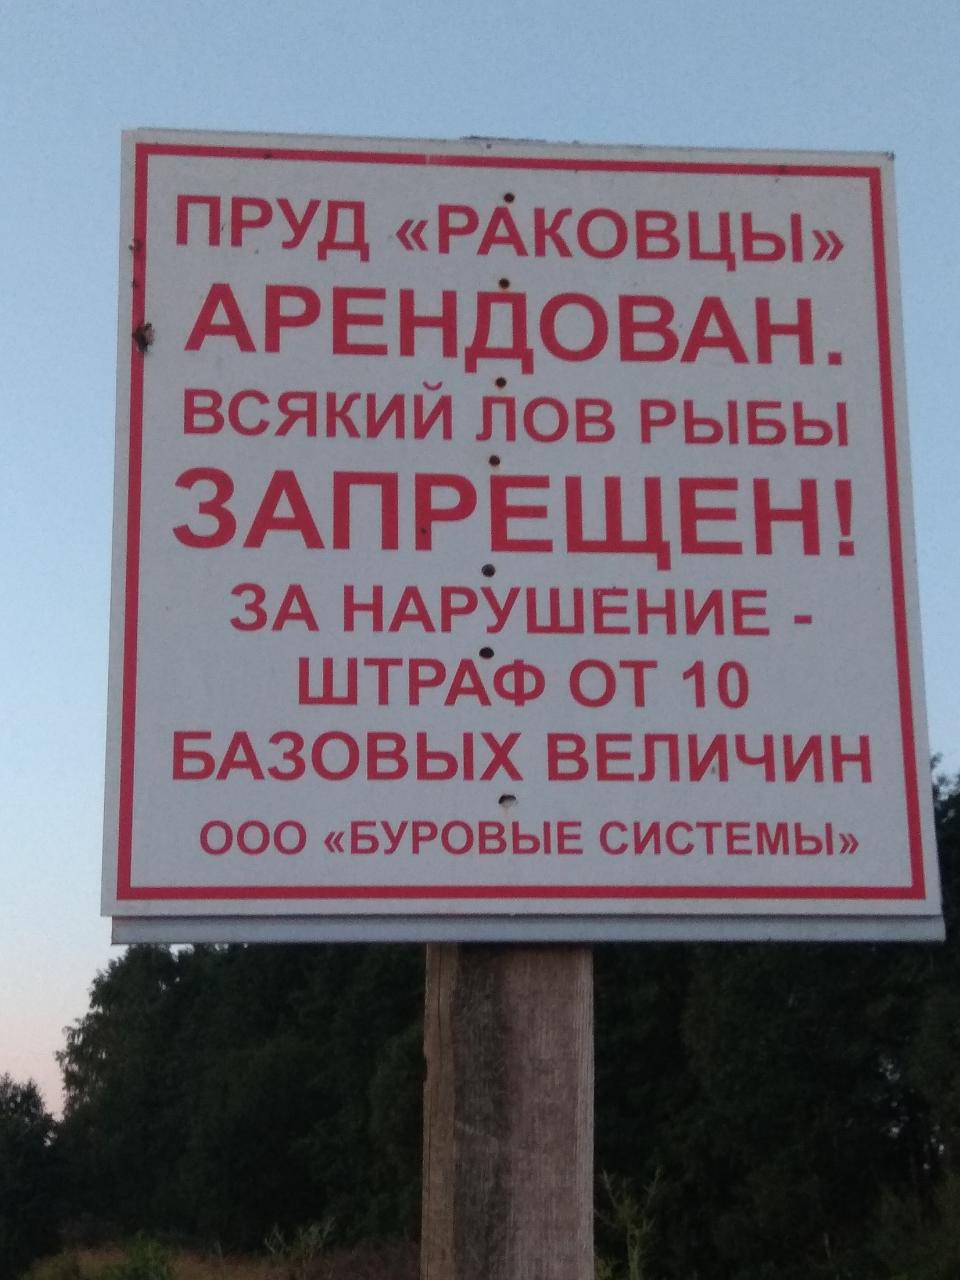 ПРУД «РАКОВЦЫ»
АРЕНДОВАН.
ВСЯКИЙ ЛОВ РЫБЫ
ЗАПРЕЩЕН!
ЗА НАРУШЕНИЕ -
ШТРАФ ОТ 10
БАЗОВЫХ ВЕЛИЧИН
ООО «БУРОВЫЕ СИСТЕМЫ»